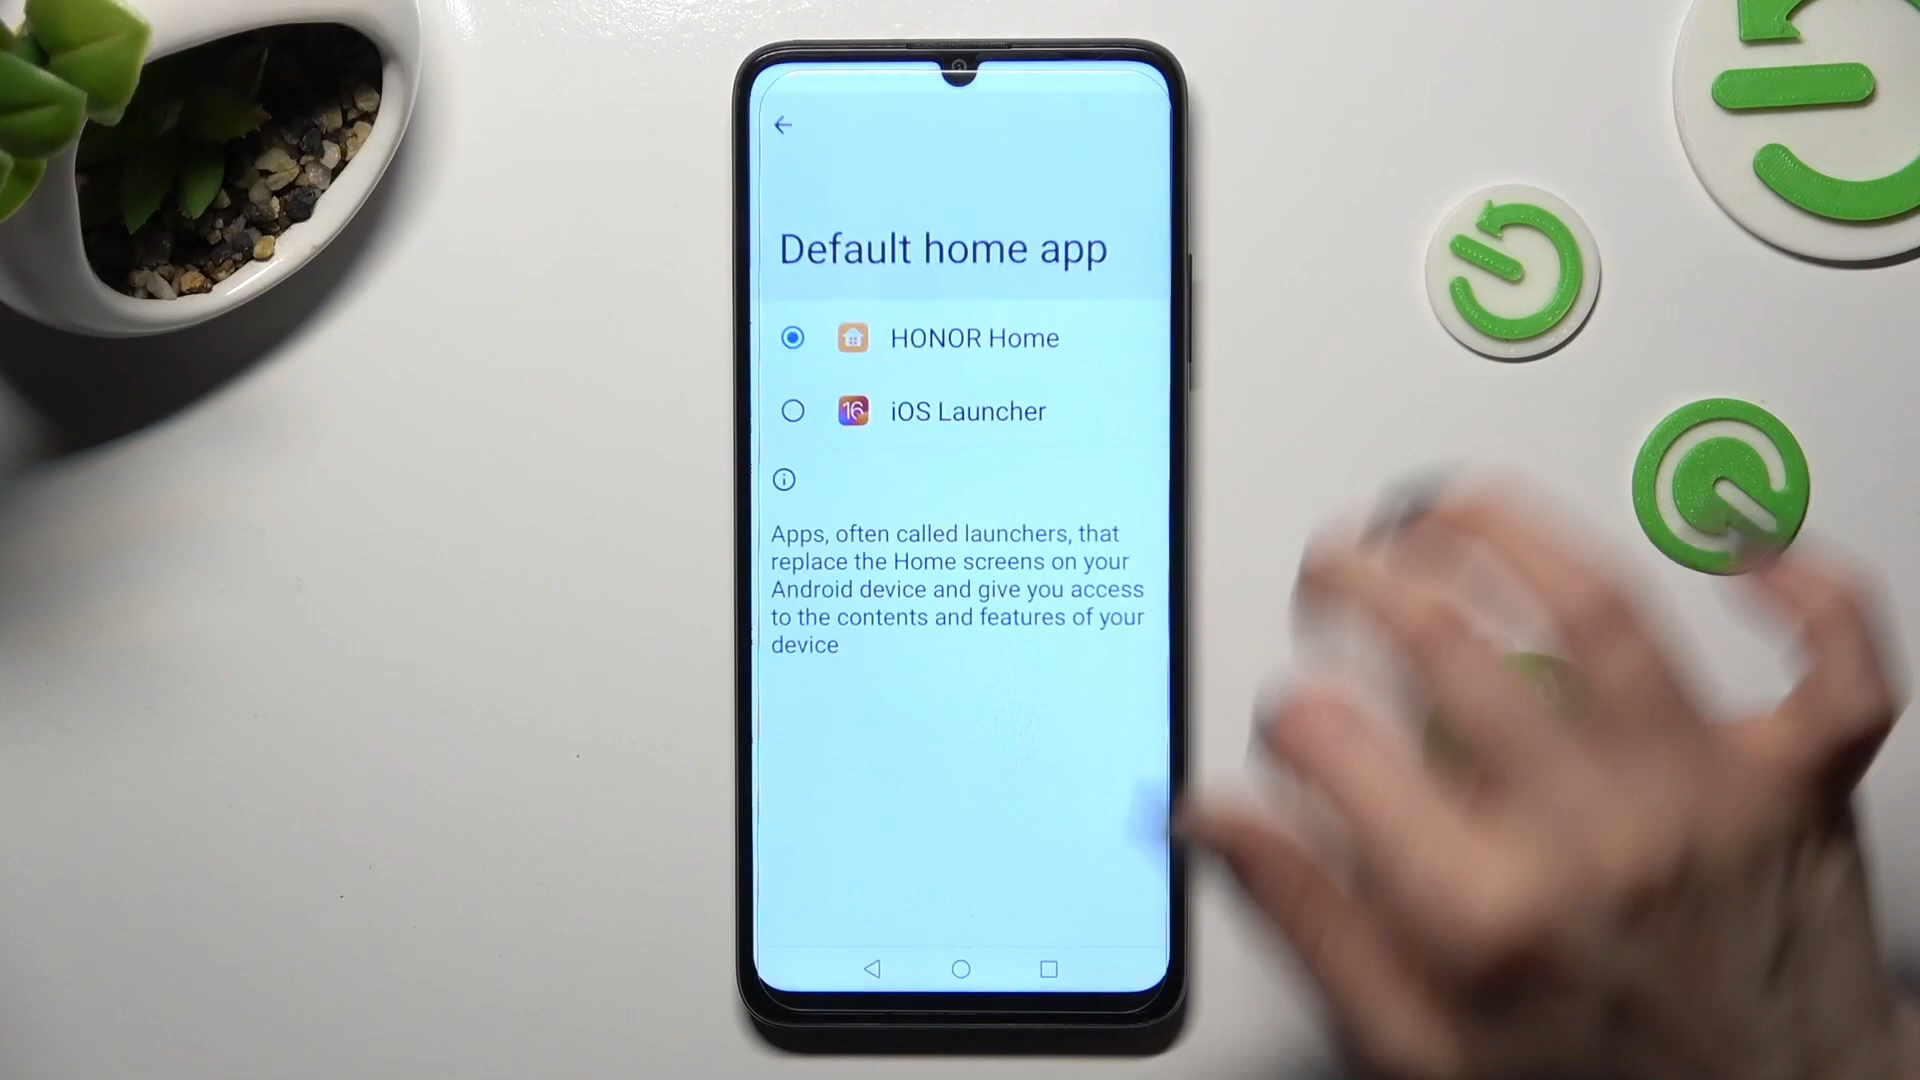 Default home app
HONOR Home
16 iOS Launcher
Apps, often called launchers, that
replace the Home screens on your
Android device and give you access
to the contents and features of your
device